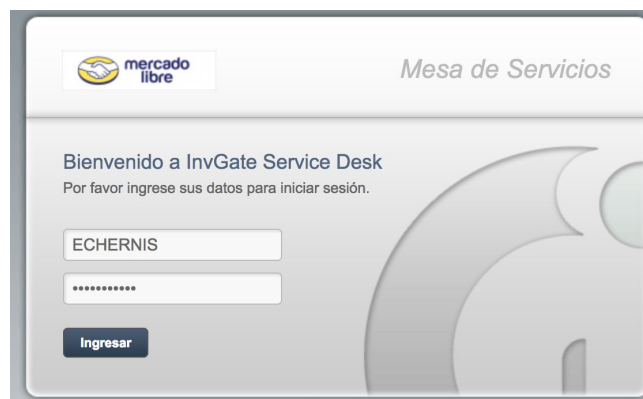 mercado
libre
Mesa de Servicios
Bienvenido a InvGate Service Desk
Por favor ingrese sus datos para iniciar sesión.
ECHERNIS
•••••••••••
Ingresar